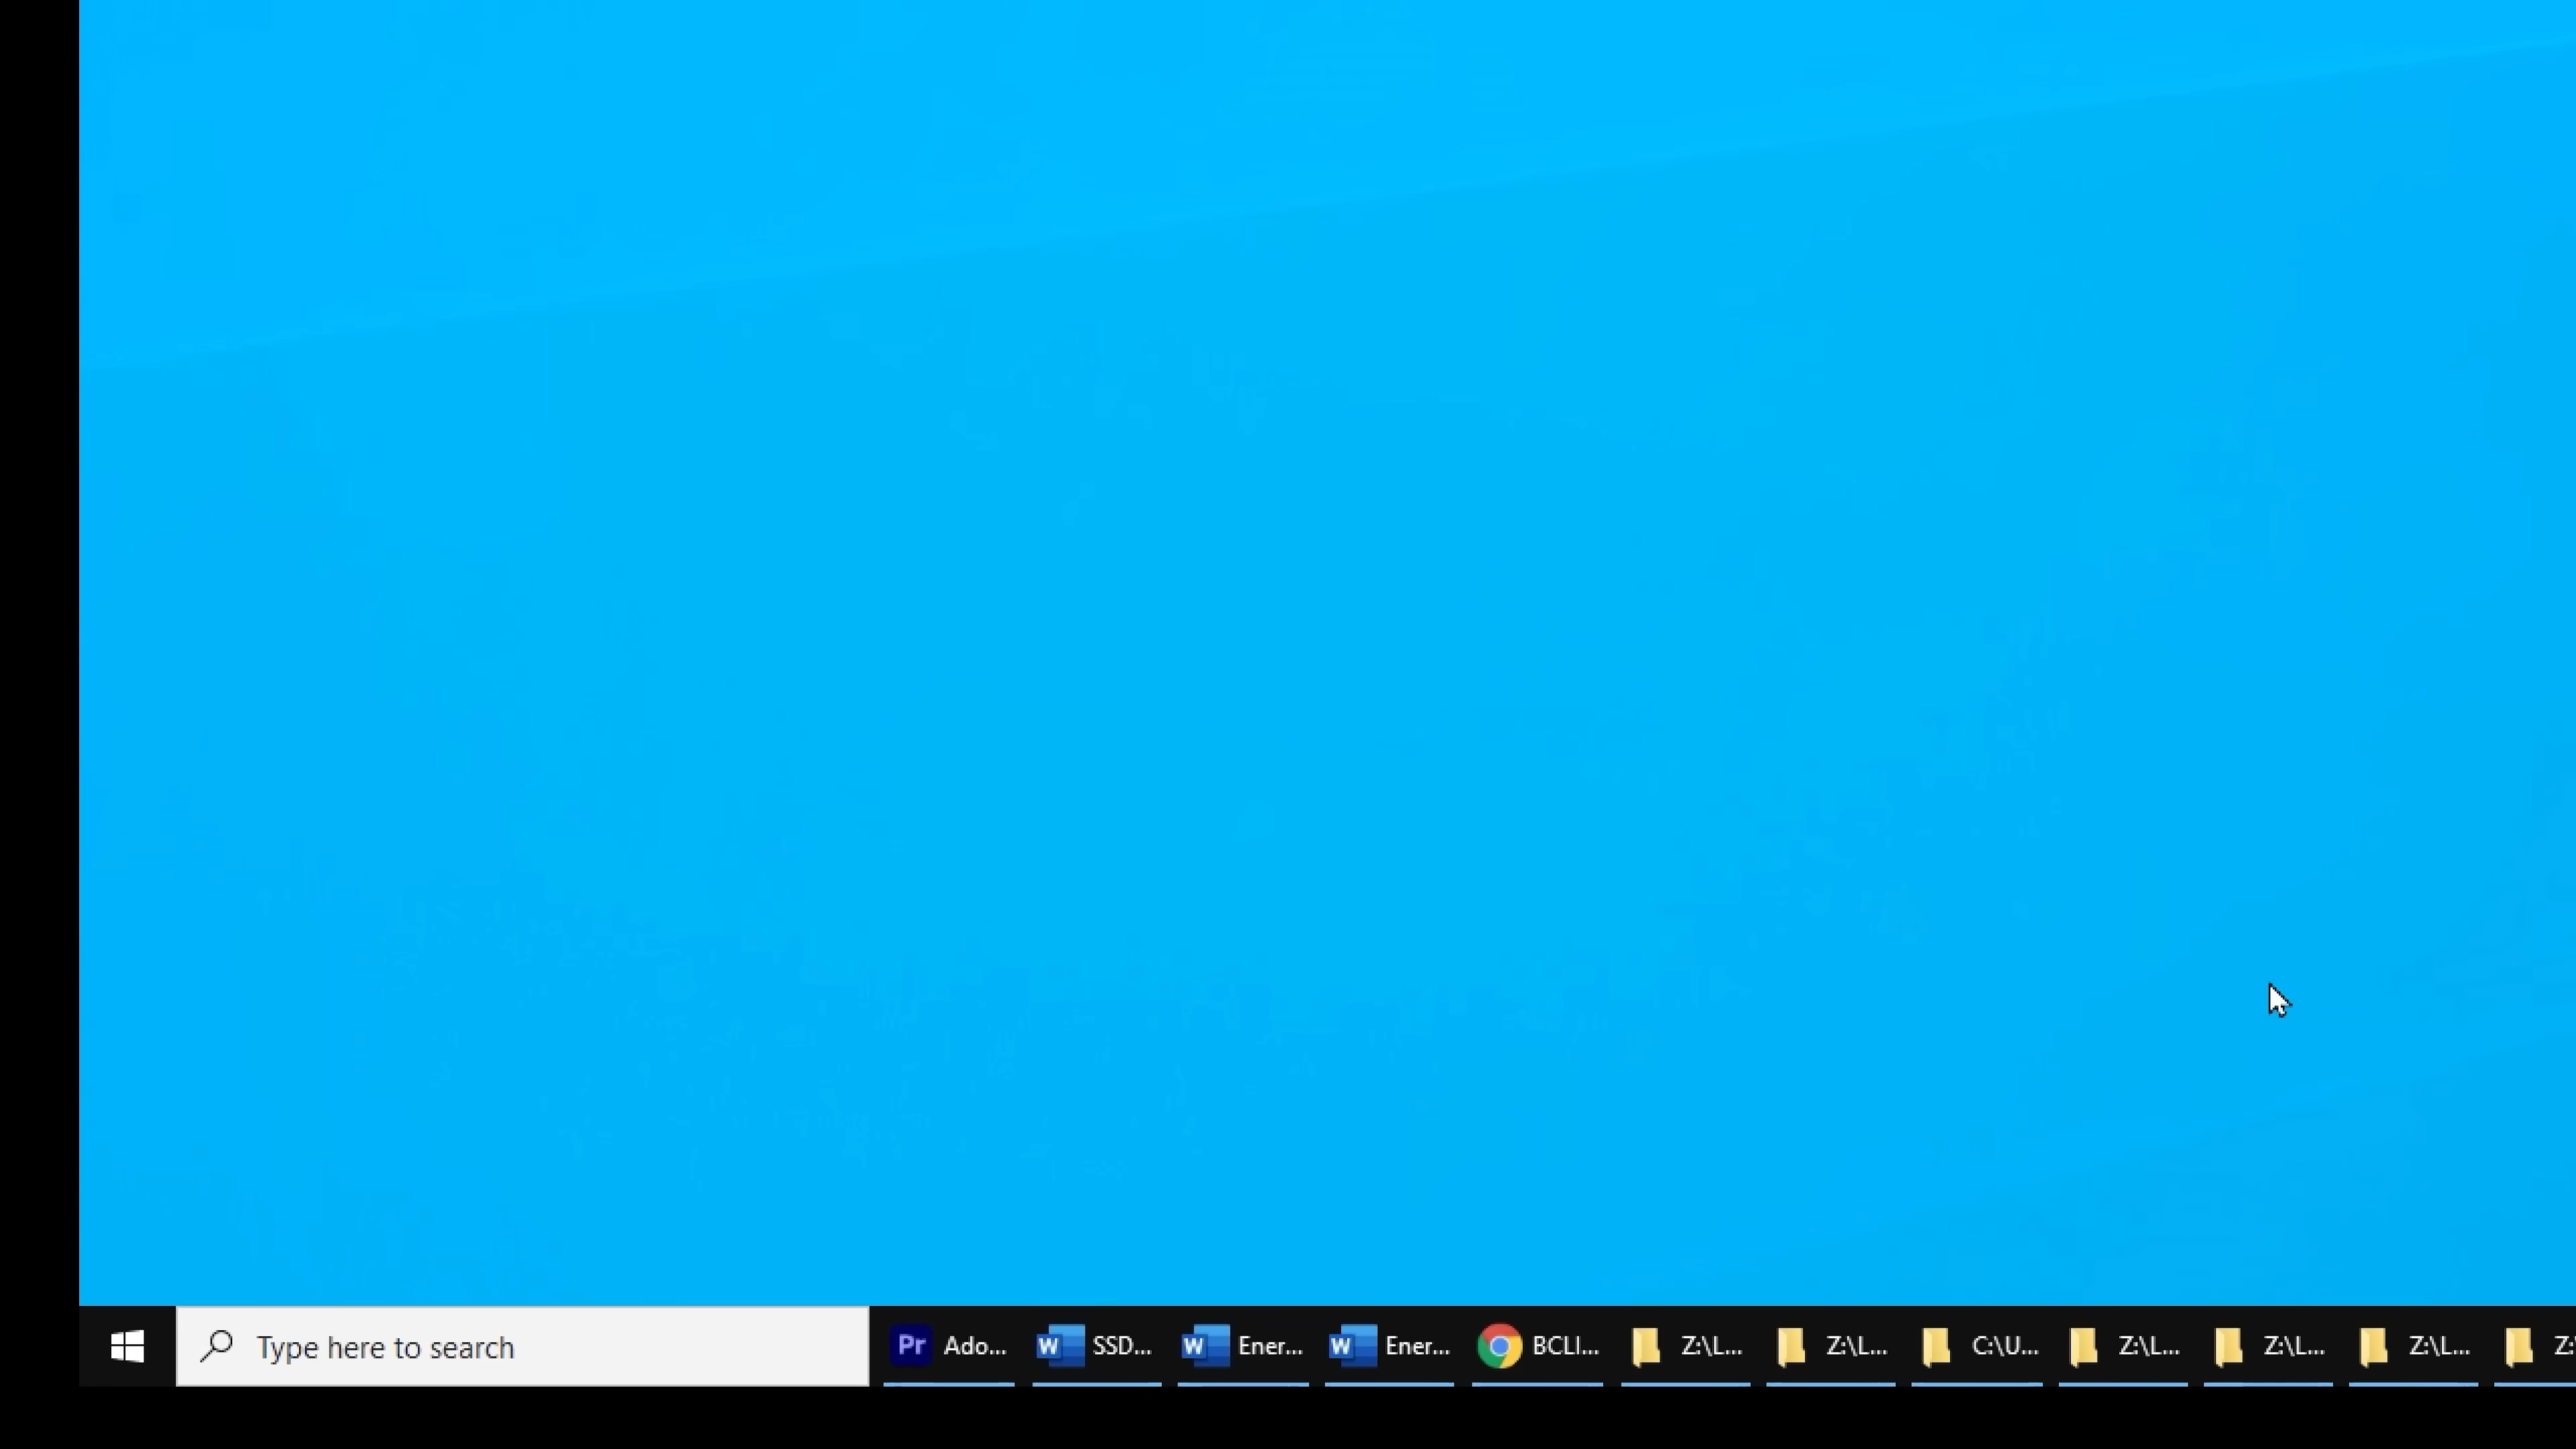 Type here to search
Pr Ado...
W SSD...
W Ener...
W Ener...
BCLI...
Z:\L...
Z:\L...
C:\U...
Z:\L...
Z:\L...
Z:\L...
Z: